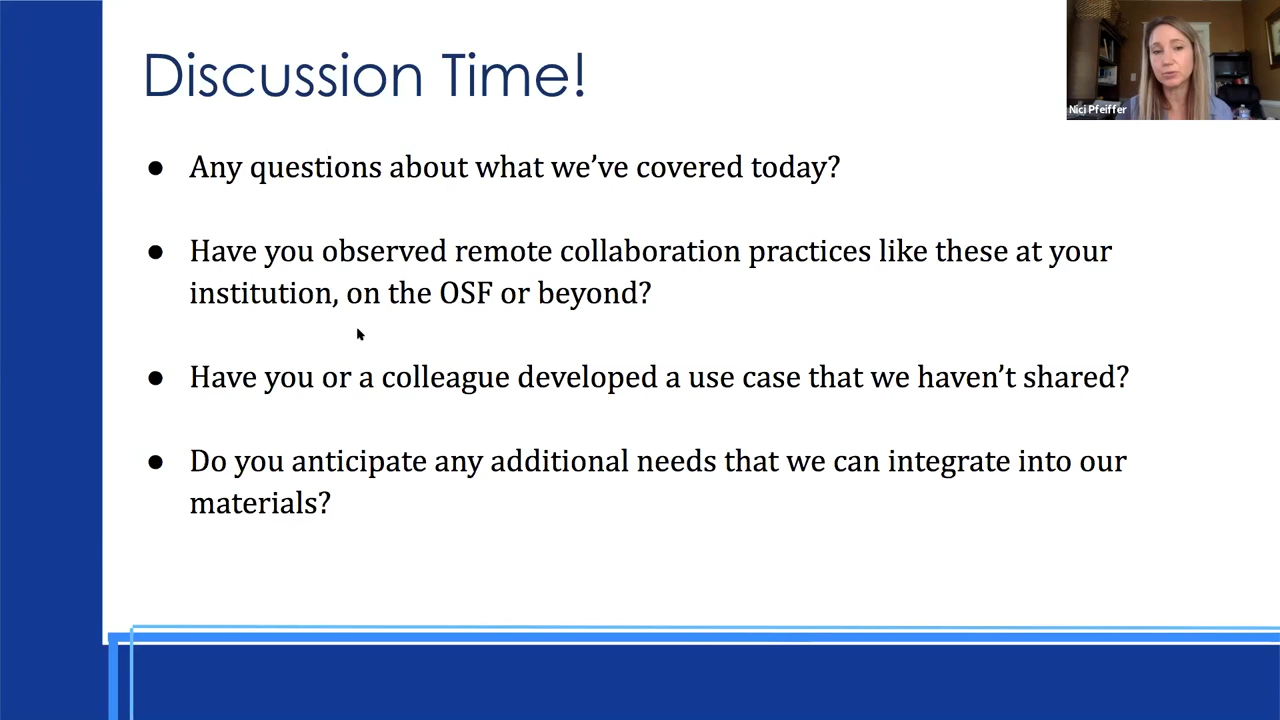 Discussion Time!
Nici Pfeiffer
● Any questions about what we’ve covered today?
● Have you observed remote collaboration practices like these at your
institution, on the OSF or beyond?
● Have you or a colleague developed a use case that we haven’t shared?
● Do you anticipate any additional needs that we can integrate into our
materials?